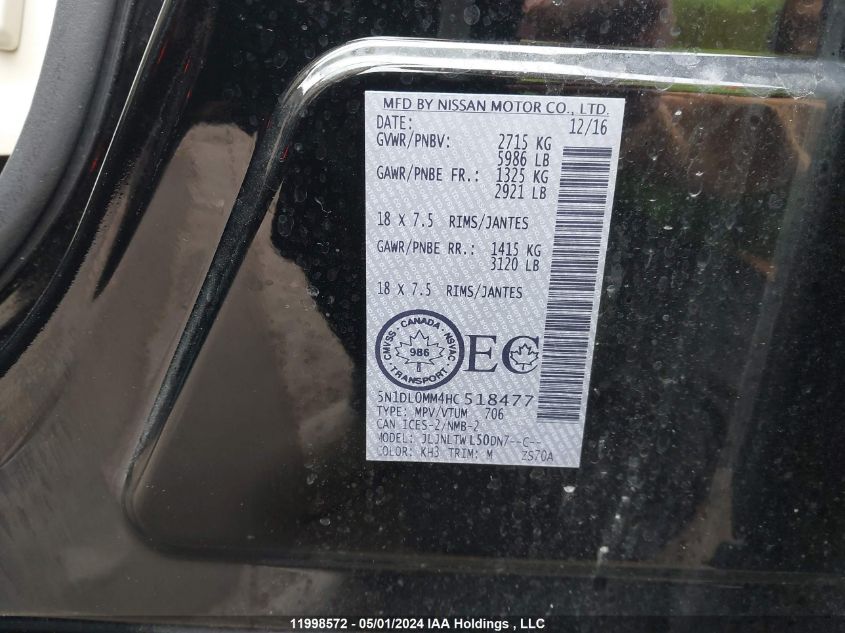 MFD BY NISSAN MOTOR CO., LTD.
DATE: 12/16
GVWR/PNBV: 2715 KG
5986 LB
GAWR/PNBE FR.: 1325 KG
2921 LB
18 X 7.5 RIMS/JANTES
GAWR/PNBE RR.: 1415 KG
3120 LB
18 X 7.5 RIMS/JANTES
CMVSS · CANADA · NSVAC
986
TRANSPORT
EC
5N1DL0MM4HC518477
TYPE: MPV/VTUM 706
CAN ICES-2/NMB-2
MODEL: JLJNLTWL50DN7--C--
COLOR: KH3 TRIM: M ZS70A
11998572 - 05/01/2024 IAA Holdings , LLC